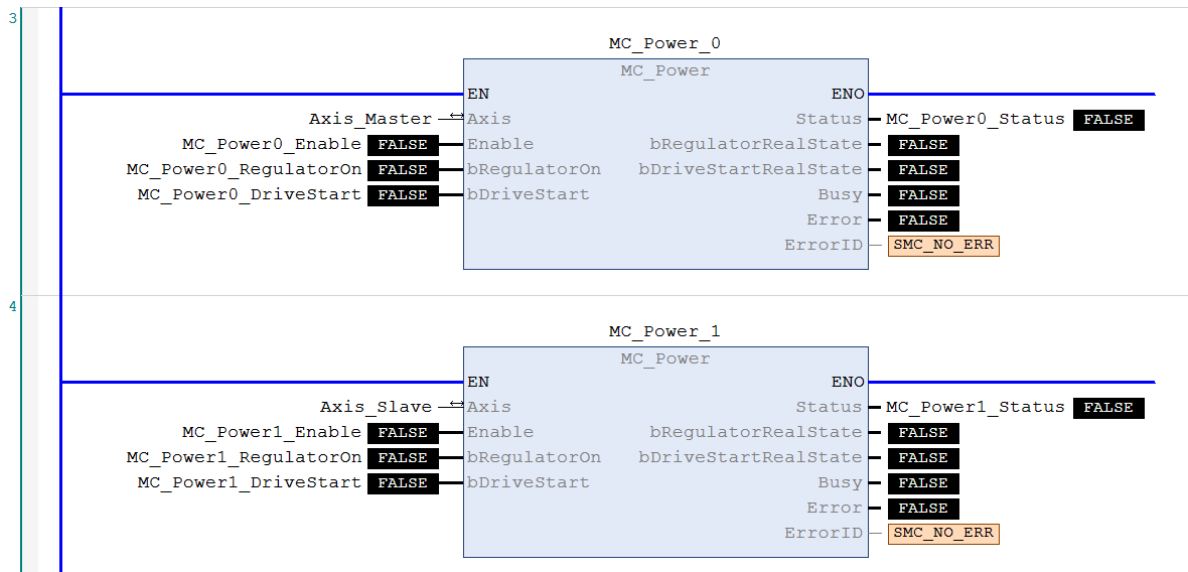 3
MC_Power_0
MC_Power
EN ENO
Axis_Master Axis Status MC_Power0_Status FALSE
MC_Power0_Enable FALSE Enable bRegulatorRealState FALSE
MC_Power0_RegulatorOn FALSE bRegulatorOn bDriveStartRealState FALSE
MC_Power0_DriveStart FALSE bDriveStart Busy FALSE
Error FALSE
ErrorID SMC_NO_ERR
4
MC_Power_1
MC_Power
EN ENO
Axis_Slave Axis Status MC_Power1_Status FALSE
MC_Power1_Enable FALSE Enable bRegulatorRealState FALSE
MC_Power1_RegulatorOn FALSE bRegulatorOn bDriveStartRealState FALSE
MC_Power1_DriveStart FALSE bDriveStart Busy FALSE
Error FALSE
ErrorID SMC_NO_ERR